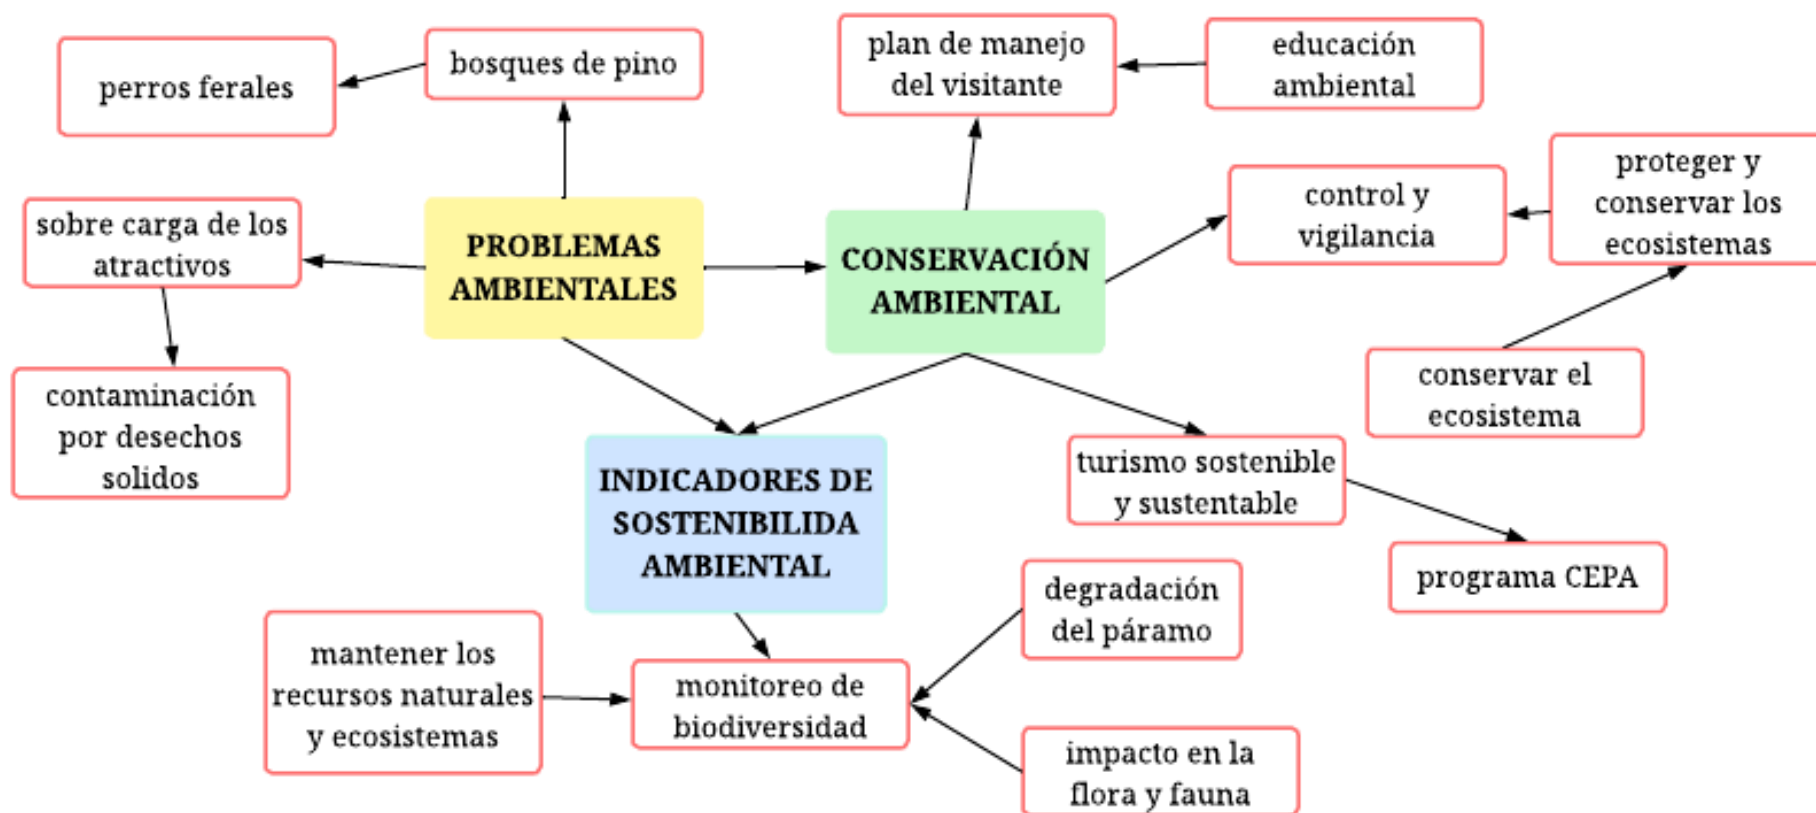 perros ferales
bosques de pino
plan de manejo
del visitante
educación
ambiental
sobre carga de los
atractivos
PROBLEMAS
AMBIENTALES
CONSERVACIÓN
AMBIENTAL
control y
vigilancia
proteger y
conservar los
ecosistemas
contaminación
por desechos
solidos
conservar el
ecosistema
INDICADORES DE
SOSTENIBILIDA
AMBIENTAL
turismo sostenible
y sustentable
programa CEPA
mantener los
recursos naturales
y ecosistemas
monitoreo de
biodiversidad
degradación
del páramo
impacto en la
flora y fauna